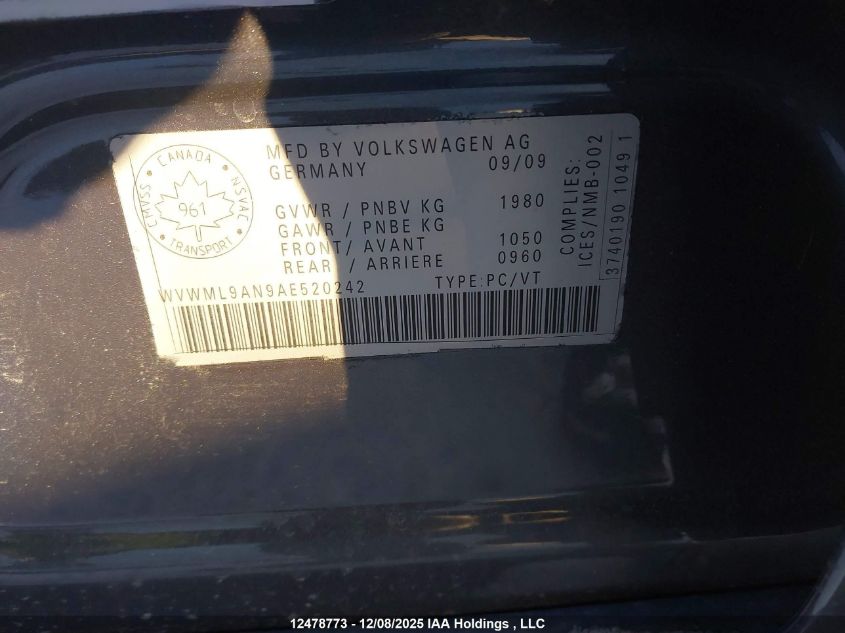 CANADA
CMVSS
NSVAC
961
TRANSPORT
MFD BY VOLKSWAGEN AG
GERMANY 09/09
GVWR / PNBV KG 1980
GAWR / PNBE KG
FRONT/ AVANT 1050
REAR / ARRIERE 0960
WVWML9AN9AE520242 TYPE:PC/VT
COMPLIES:
ICES/NMB-002
3740190 1049 1
12478773 - 12/08/2025 IAA Holdings , LLC